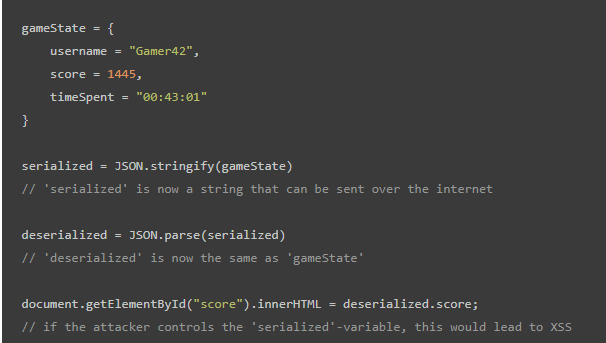 gameState = {
    username = "Gamer42",
    score = 1445,
    timeSpent = "00:43:01"
}
serialized = JSON.stringify(gameState)
// 'serialized' is now a string that can be sent over the internet
deserialized = JSON.parse(serialized)
// 'deserialized' is now the same as 'gameState'
document.getElementById("score").innerHTML = deserialized.score;
// if the attacker controls the 'serialized'-variable, this would lead to XSS